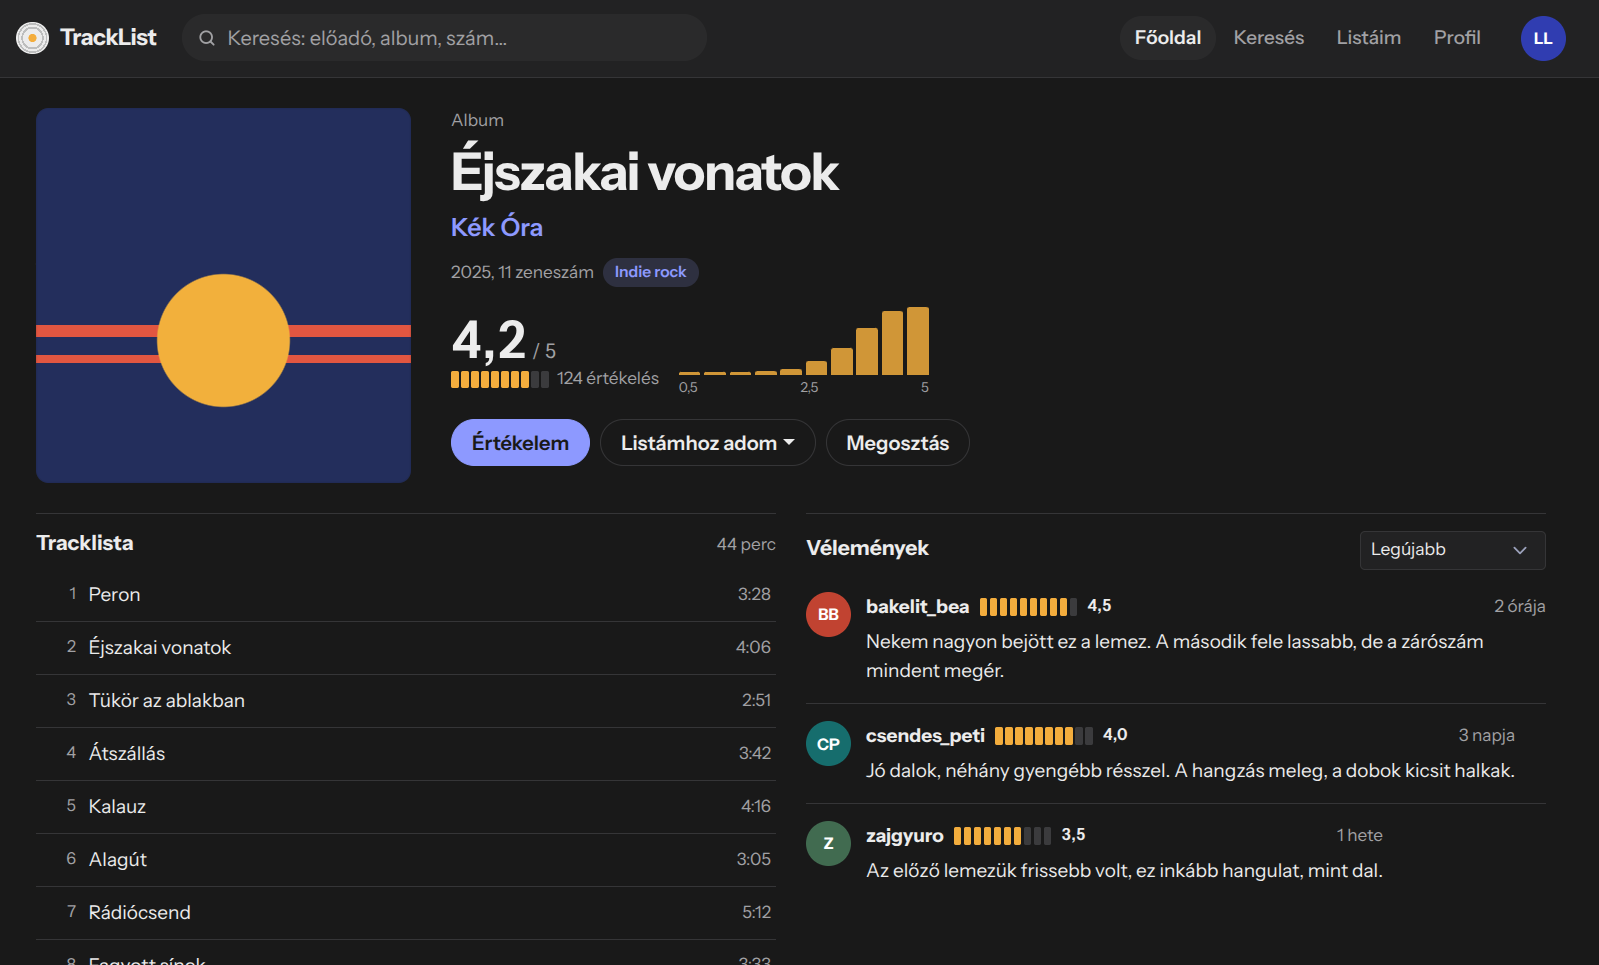 TrackList
Keresés: előadó, album, szám...
Főoldal
Keresés
Listáim
Profil
LL
Album
Éjszakai vonatok
Kék Óra
2025, 11 zeneszám
Indie rock
4,2 / 5
124 értékelés
0,5
2,5
5
Értékelem
Listámhoz adom
Megosztás
Tracklista
44 perc
1 Peron 3:28
2 Éjszakai vonatok 4:06
3 Tükör az ablakban 2:51
4 Átszállás 3:42
5 Kalauz 4:16
6 Alagút 3:05
7 Rádiócsend 5:12
8 Fagyott sínek 3:33
Vélemények
Legújabb
BB
bakelit_bea 4,5 2 órája
Nekem nagyon bejött ez a lemez. A második fele lassabb, de a zárószám
mindent megér.
CP
csendes_peti 4,0 3 napja
Jó dalok, néhány gyengébb résszel. A hangzás meleg, a dobok kicsit halkak.
Z
zajgyuro 3,5 1 hete
Az előző lemezük frissebb volt, ez inkább hangulat, mint dal.